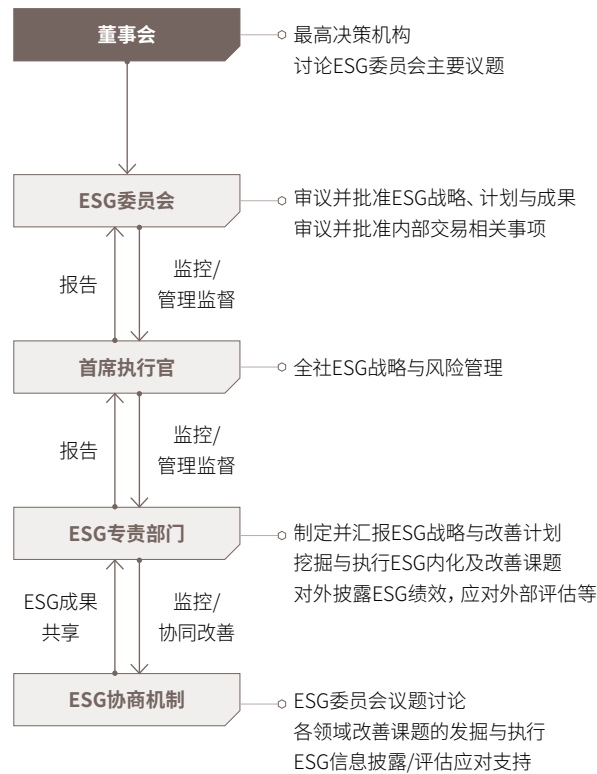 董事会
最高决策机构
讨论ESG委员会主要议题
ESG委员会
审议并批准ESG战略、计划与成果
审议并批准内部交易相关事项
报告
监控/
管理监督
首席执行官
全社ESG战略与风险管理
报告
监控/
管理监督
ESG专责部门
制定并汇报ESG战略与改善计划
挖掘与执行ESG内化及改善课题
对外披露ESG绩效，应对外部评估等
ESG成果
共享
监控/
协同改善
ESG协商机制
ESG委员会议题讨论
各领域改善课题的发掘与执行
ESG信息披露/评估应对支持